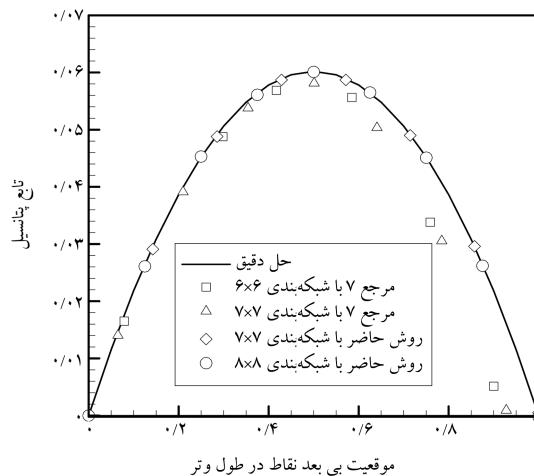 ۰/۰۷
۰/۰۶
۰/۰۵
۰/۰۴
۰/۰۳
۰/۰۲
۰/۰۱
۰
تابع پتانسیل
حل دقیق
مرجع ۷ با شبکه‌بندی ۶×۶
مرجع ۷ با شبکه‌بندی ۷×۷
روش حاضر با شبکه‌بندی ۷×۷
روش حاضر با شبکه‌بندی ۸×۸
۰ ۰/۲ ۰/۴ ۰/۶ ۰/۸
موقعیت بی بعد نقاط در طول وتر